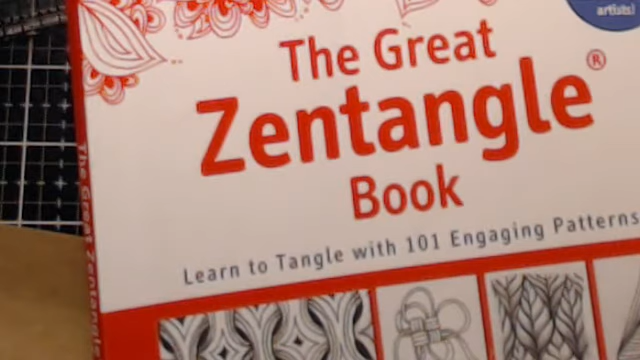 artists!
The Great
Zentangle®
Book
Learn to Tangle with 101 Engaging Patterns
The Great Zentangle